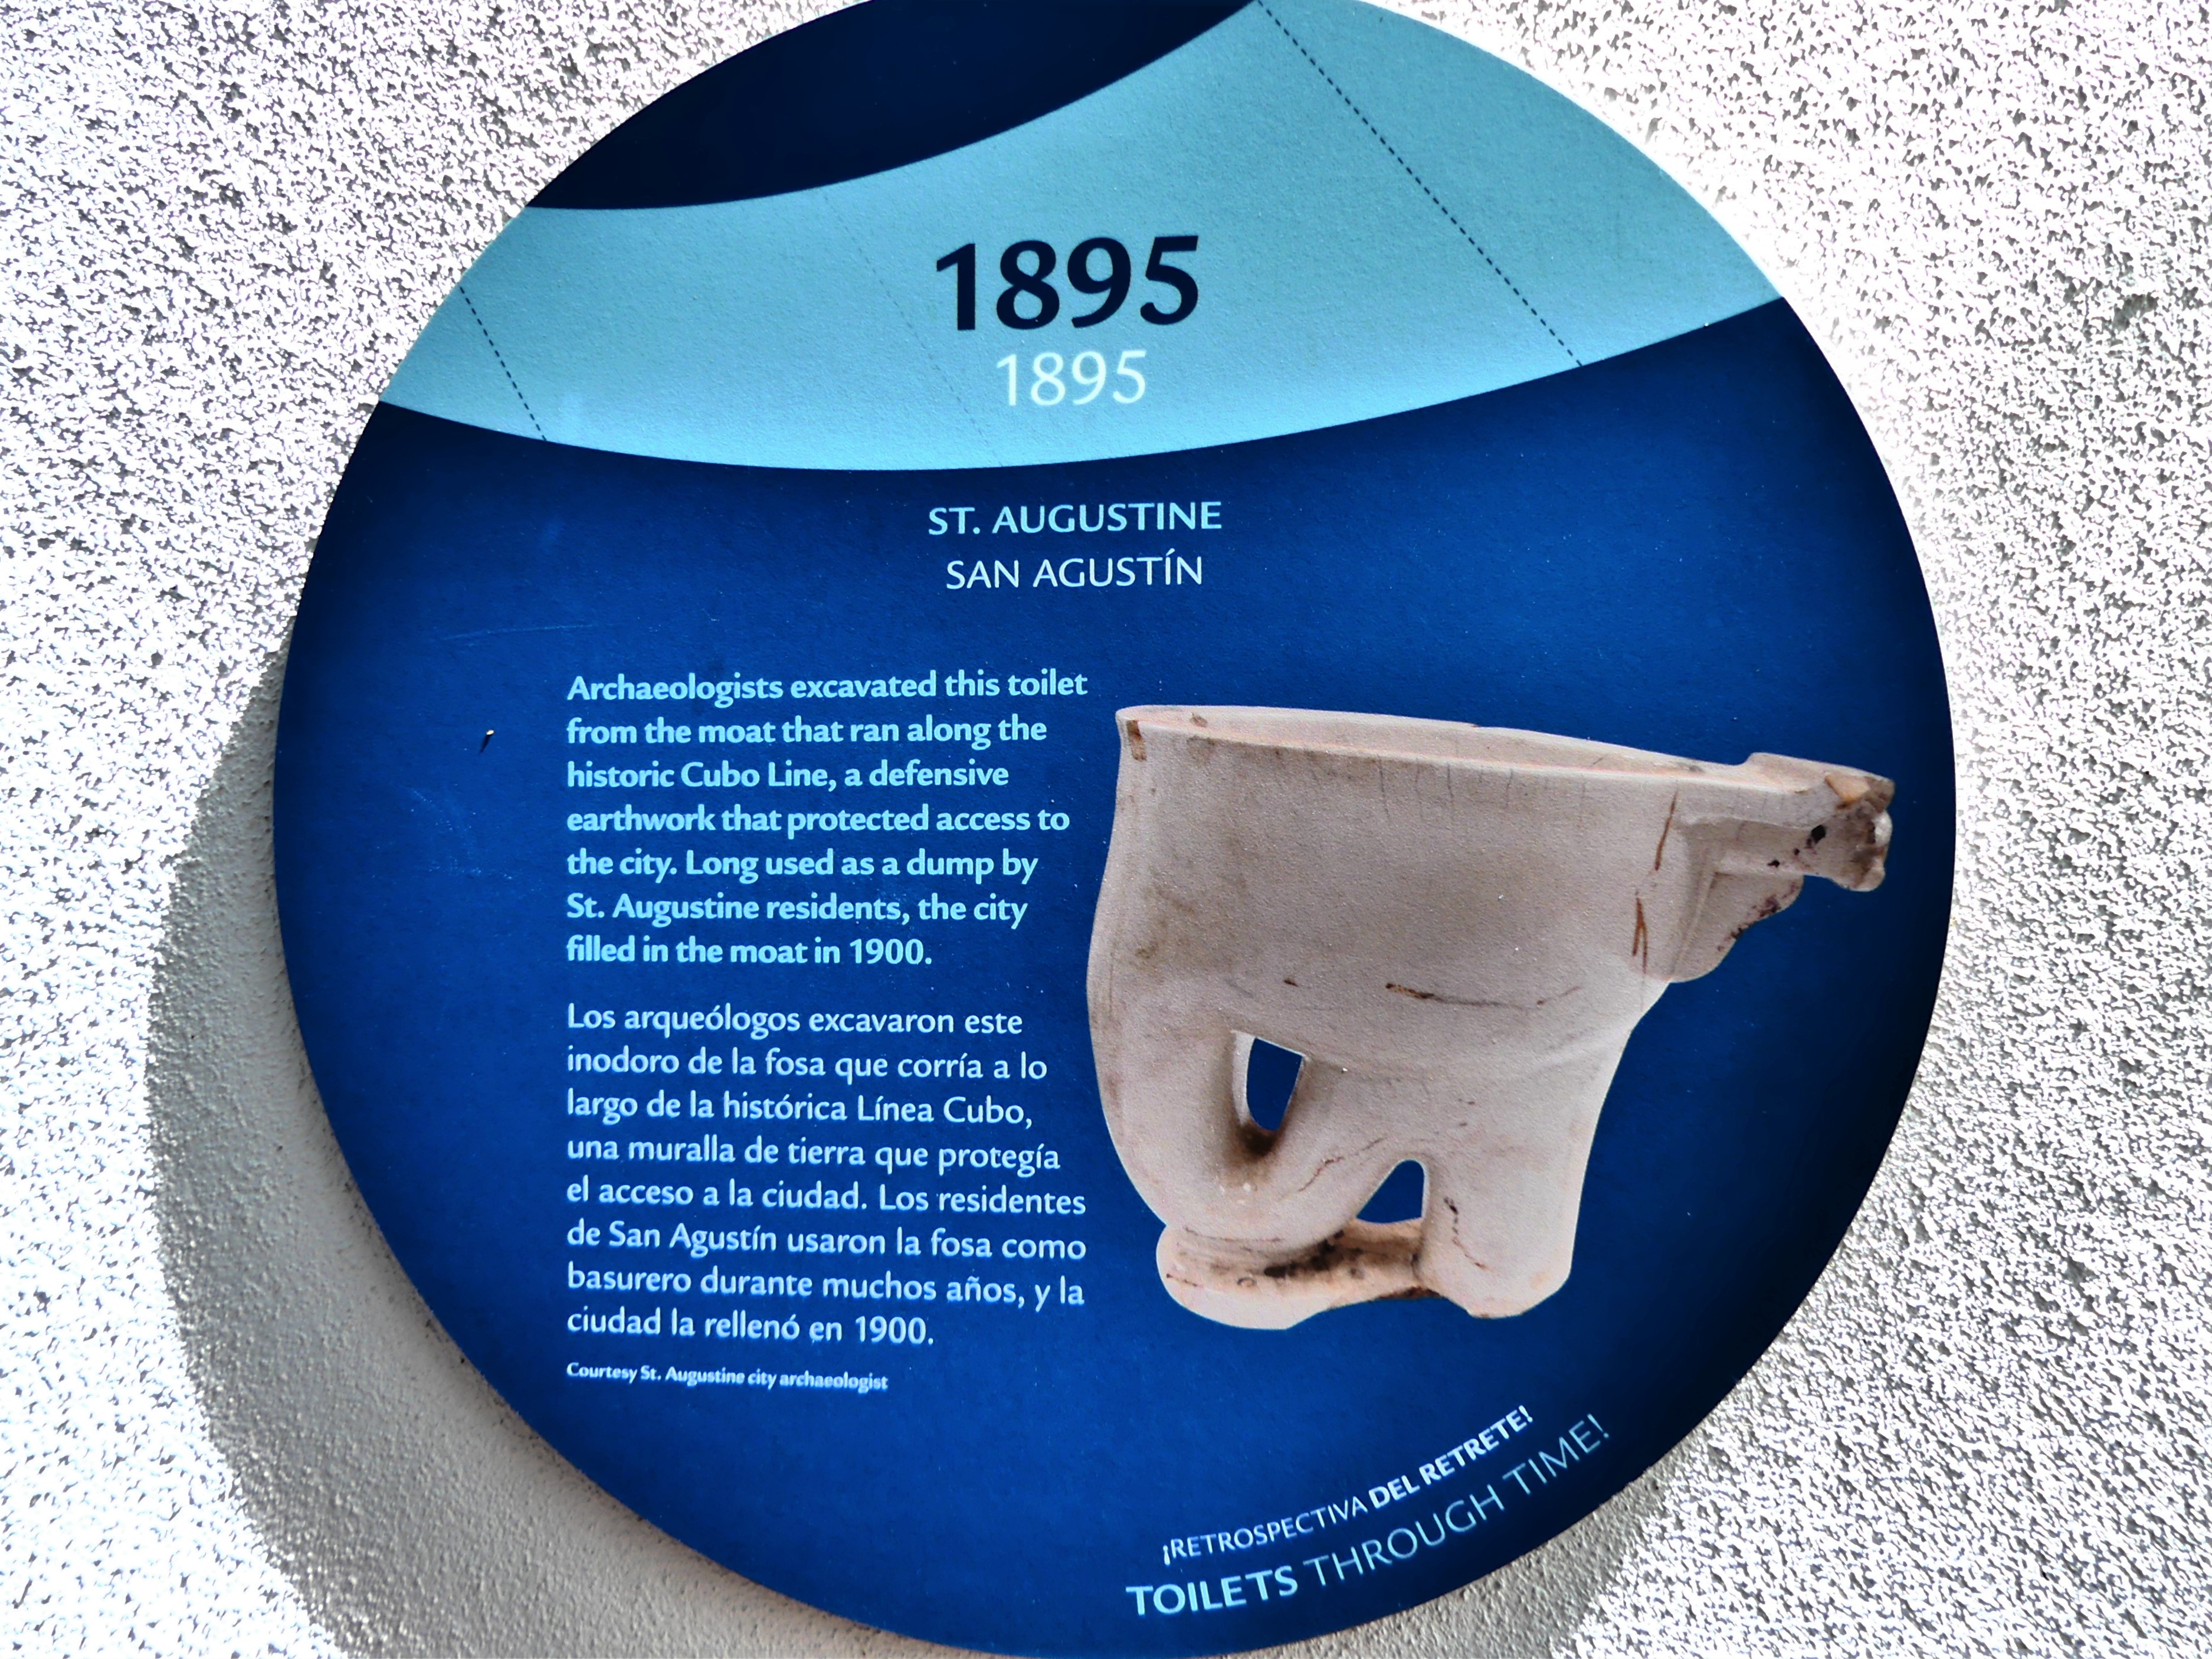 1895
1895
ST. AUGUSTINE
SAN AGUSTÍN
Archaeologists excavated this toilet
from the moat that ran along the
historic Cubo Line, a defensive
earthwork that protected access to
the city. Long used as a dump by
St. Augustine residents, the city
filled in the moat in 1900.
Los arqueólogos excavaron este
inodoro de la fosa que corría a lo
largo de la histórica Línea Cubo,
una muralla de tierra que protegía
el acceso a la ciudad. Los residentes
de San Agustín usaron la fosa como
basurero durante muchos años, y la
ciudad la rellenó en 1900.
Courtesy St. Augustine city archaeologist
¡RETROSPECTIVA DEL RETRETE!
TOILETS THROUGH TIME!